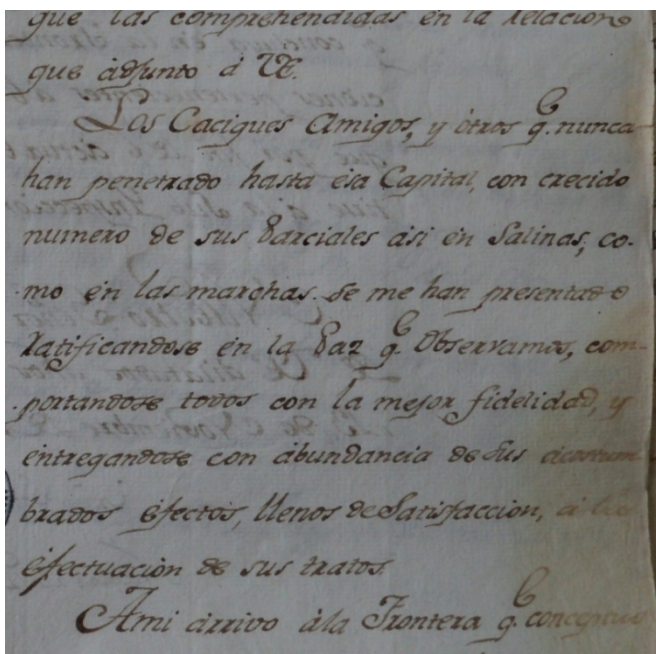 que las comprehendidas en la relacion
que adjunto á VE.
Los Caciques Amigos, y otros q.e nunca
han penetrado hasta esa Capital, con crecido
numero de sus Parciales asi en Salinas, co-
mo en las marchas se me han presentado
ratificandose en la Paz q.e Observamos, com-
portandose todos con la mejor fidelidad, y
entregandose con abundancia de sus acostum
brados efectos, llenos de Satisfaccion, á la
efectuacion de sus tratos.
Ami arrivo ála Frontera q.e conceptuo